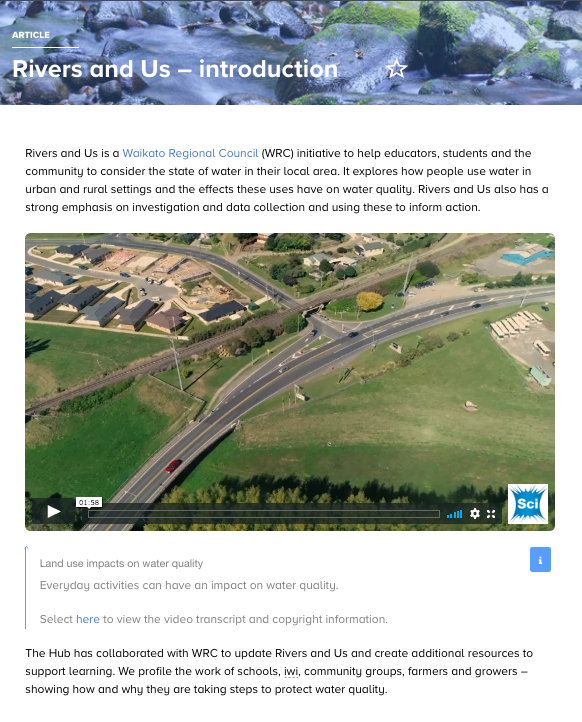 ARTICLE
Rivers and Us – introduction
Rivers and Us is a Waikato Regional Council (WRC) initiative to help educators, students and the
community to consider the state of water in their local area. It explores how people use water in
urban and rural settings and the effects these uses have on water quality. Rivers and Us also has a
strong emphasis on investigation and data collection and using these to inform action.
01:58
Sci
i
Land use impacts on water quality
Everyday activities can have an impact on water quality.
Select here to view the video transcript and copyright information.
The Hub has collaborated with WRC to update Rivers and Us and create additional resources to
support learning. We profile the work of schools, iwi, community groups, farmers and growers –
showing how and why they are taking steps to protect water quality.